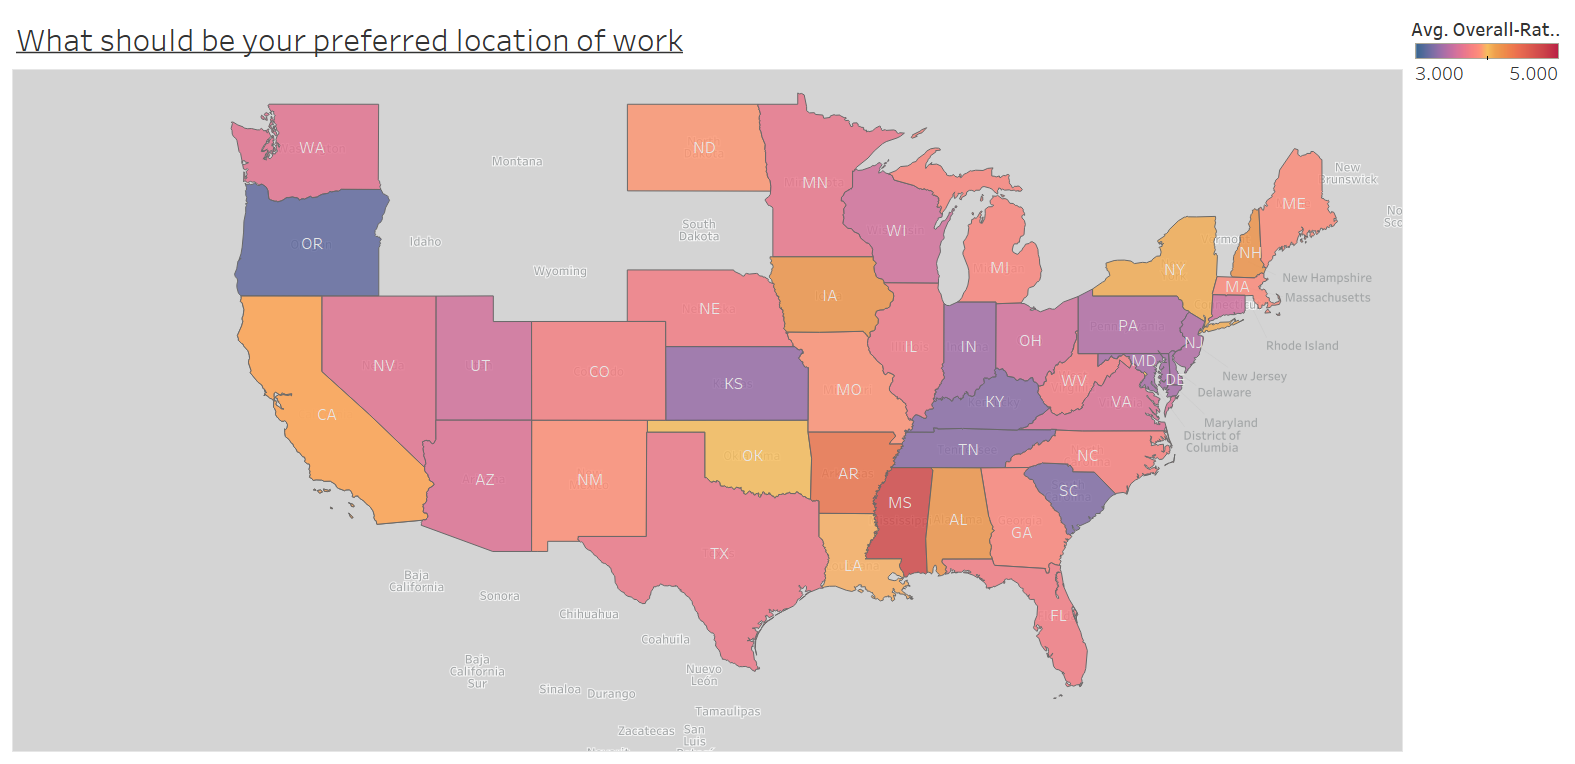 What should be your preferred location of work
Avg. Overall-Rat..
3.000
5.000
WA
Montana
ND
MN
New
Brunswick
ME
No
Sco
OR
Idaho
South
Dakota
WI
MI
NY
NH
New Hampshire
MA
Massachusetts
Wyoming
IA
NE
IL
IN
OH
PA
NJ
Rhode Island
NV
UT
CO
KS
MO
KY
WV
VA
MD
DE
New Jersey
Delaware
Maryland
District of
Columbia
CA
AZ
NM
OK
AR
TN
NC
SC
MS
AL
GA
TX
LA
FL
Baja
California
Sonora
Chihuahua
Coahuila
Baja
California
Sur
Sinaloa
Durango
Nuevo
León
Tamaulipas
Zacatecas
San
Luis